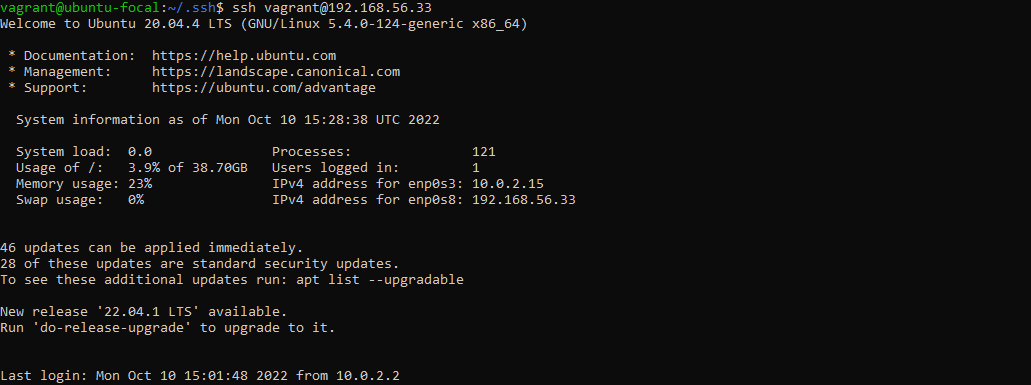 vagrant@ubuntu-focal:~/.ssh$ ssh vagrant@192.168.56.33
Welcome to Ubuntu 20.04.4 LTS (GNU/Linux 5.4.0-124-generic x86_64)
 * Documentation:  https://help.ubuntu.com
 * Management:     https://landscape.canonical.com
 * Support:        https://ubuntu.com/advantage
  System information as of Mon Oct 10 15:28:38 UTC 2022
  System load:  0.0               Processes:               121
  Usage of /:   3.9% of 38.70GB   Users logged in:         1
  Memory usage: 23%               IPv4 address for enp0s3: 10.0.2.15
  Swap usage:   0%                IPv4 address for enp0s8: 192.168.56.33
46 updates can be applied immediately.
28 of these updates are standard security updates.
To see these additional updates run: apt list --upgradable
New release '22.04.1 LTS' available.
Run 'do-release-upgrade' to upgrade to it.
Last login: Mon Oct 10 15:01:48 2022 from 10.0.2.2